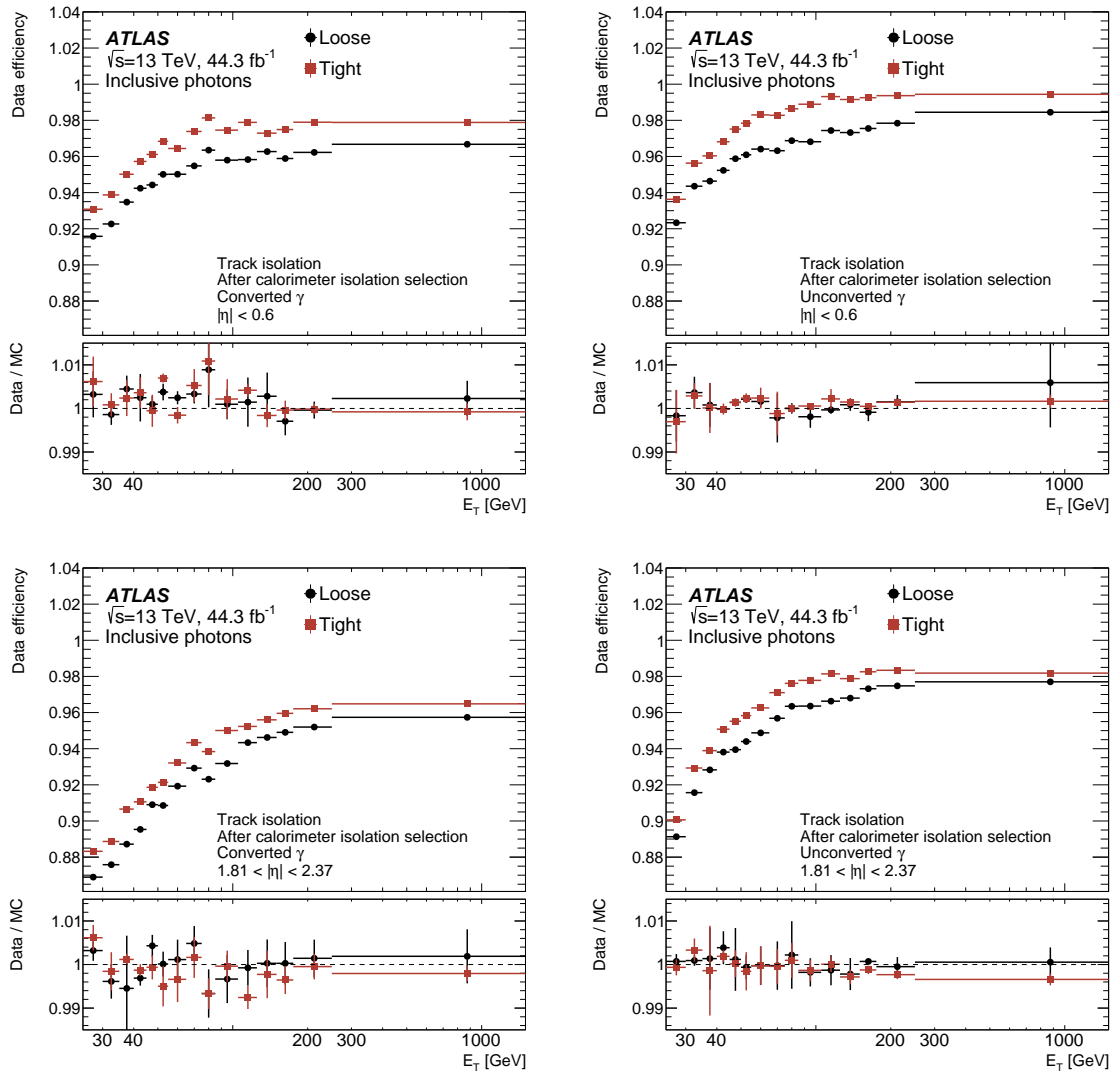 Data efficiency
1.04
1.02
1
0.98
0.96
0.94
0.92
0.9
0.88
ATLAS
√s=13 TeV, 44.3 fb⁻¹
Inclusive photons
Loose
Tight
Track isolation
After calorimeter isolation selection
Converted γ
|η| < 0.6
Data / MC
1.01
1
0.99
30 40 200 300 1000
E_T [GeV]
Data efficiency
1.04
1.02
1
0.98
0.96
0.94
0.92
0.9
0.88
ATLAS
√s=13 TeV, 44.3 fb⁻¹
Inclusive photons
Loose
Tight
Track isolation
After calorimeter isolation selection
Unconverted γ
|η| < 0.6
Data / MC
1.01
1
0.99
30 40 200 300 1000
E_T [GeV]
Data efficiency
1.04
1.02
1
0.98
0.96
0.94
0.92
0.9
0.88
ATLAS
√s=13 TeV, 44.3 fb⁻¹
Inclusive photons
Loose
Tight
Track isolation
After calorimeter isolation selection
Converted γ
1.81 < |η| < 2.37
Data / MC
1.01
1
0.99
30 40 200 300 1000
E_T [GeV]
Data efficiency
1.04
1.02
1
0.98
0.96
0.94
0.92
0.9
0.88
ATLAS
√s=13 TeV, 44.3 fb⁻¹
Inclusive photons
Loose
Tight
Track isolation
After calorimeter isolation selection
Unconverted γ
1.81 < |η| < 2.37
Data / MC
1.01
1
0.99
30 40 200 300 1000
E_T [GeV]